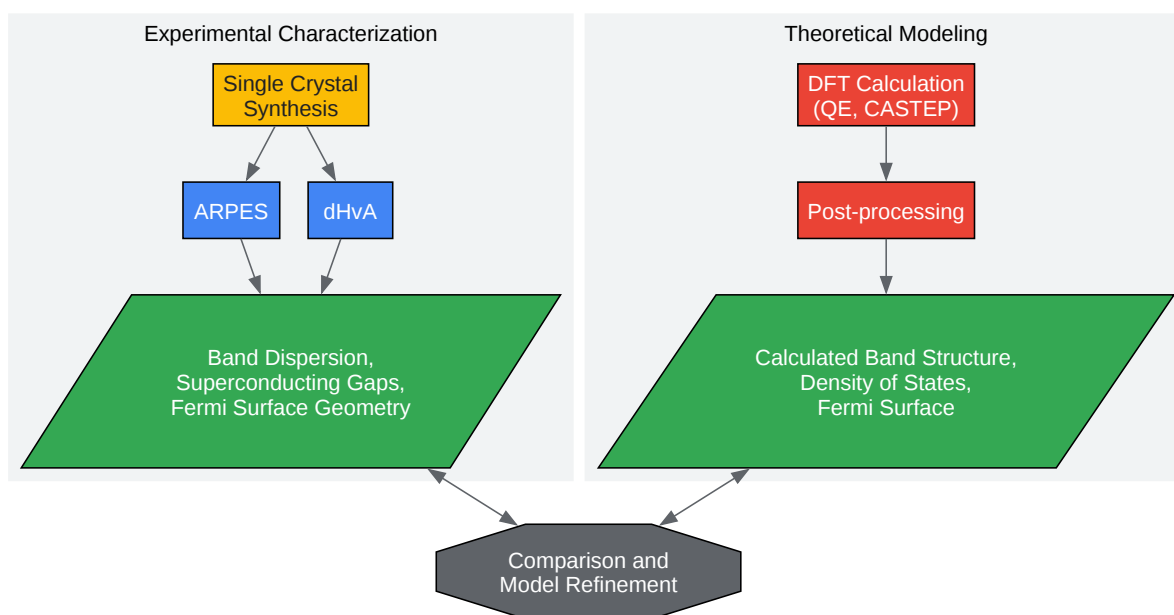 Experimental Characterization
Single Crystal
Synthesis
ARPES
dHvA
Band Dispersion,
Superconducting Gaps,
Fermi Surface Geometry
Theoretical Modeling
DFT Calculation
(QE, CASTEP)
Post-processing
Calculated Band Structure,
Density of States,
Fermi Surface
Comparison and
Model Refinement